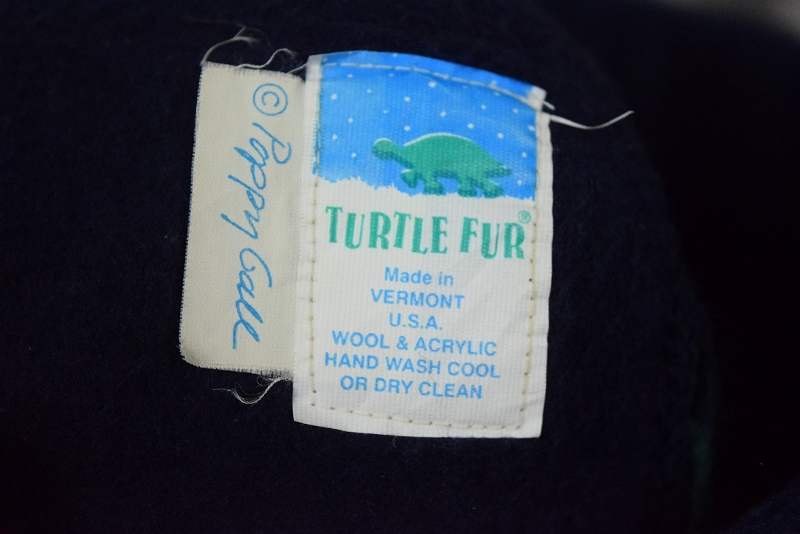 © Poppy Gall
TURTLE FUR®
Made in
VERMONT
U.S.A.
WOOL & ACRYLIC
HAND WASH COOL
OR DRY CLEAN